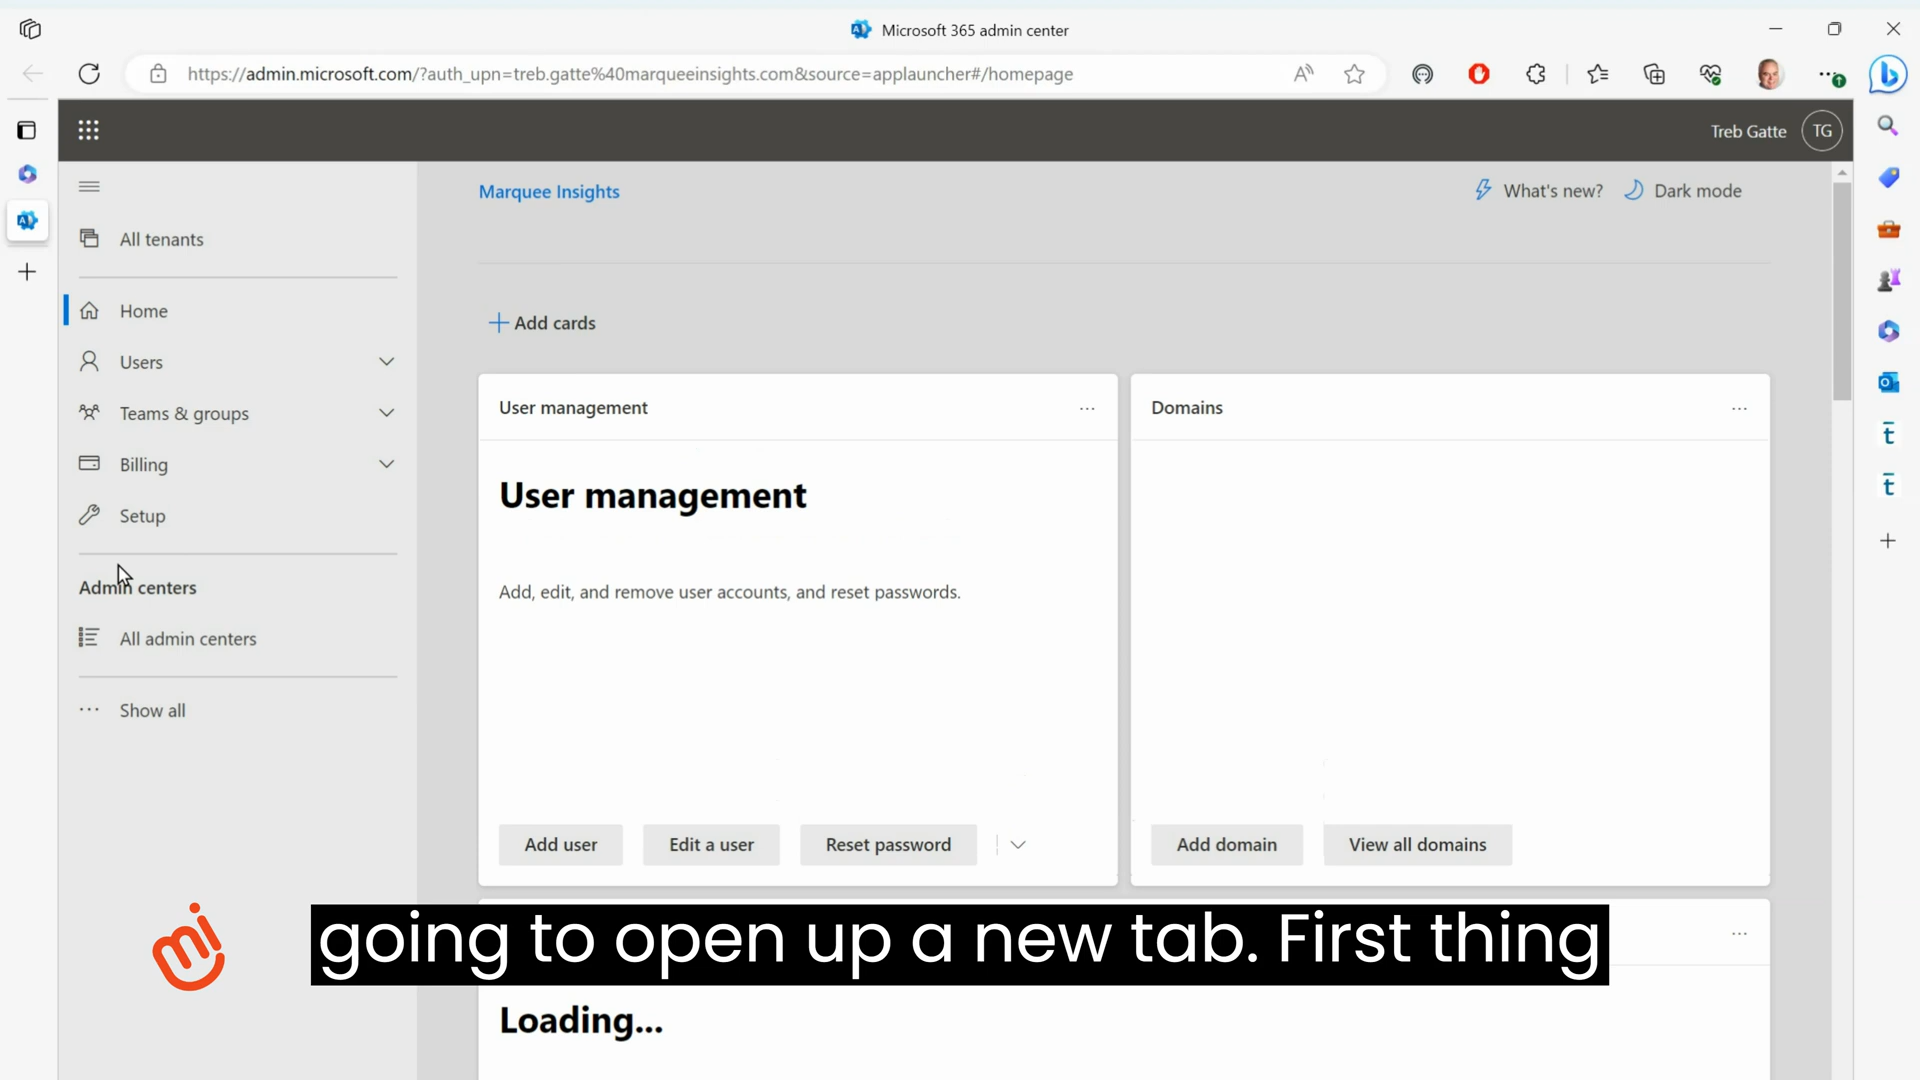 Microsoft 365 admin center
https://admin.microsoft.com/?auth_upn=treb.gatte%40marqueeinsights.com&source=applauncher#/homepage
Treb Gatte TG
Marquee Insights
What's new?
Dark mode
All tenants
Home
Users
Teams & groups
Billing
Setup
Admin centers
All admin centers
Show all
Add cards
User management
User management
Add, edit, and remove user accounts, and reset passwords.
Add user
Edit a user
Reset password
Domains
Add domain
View all domains
mi
going to open up a new tab. First thing
Loading...